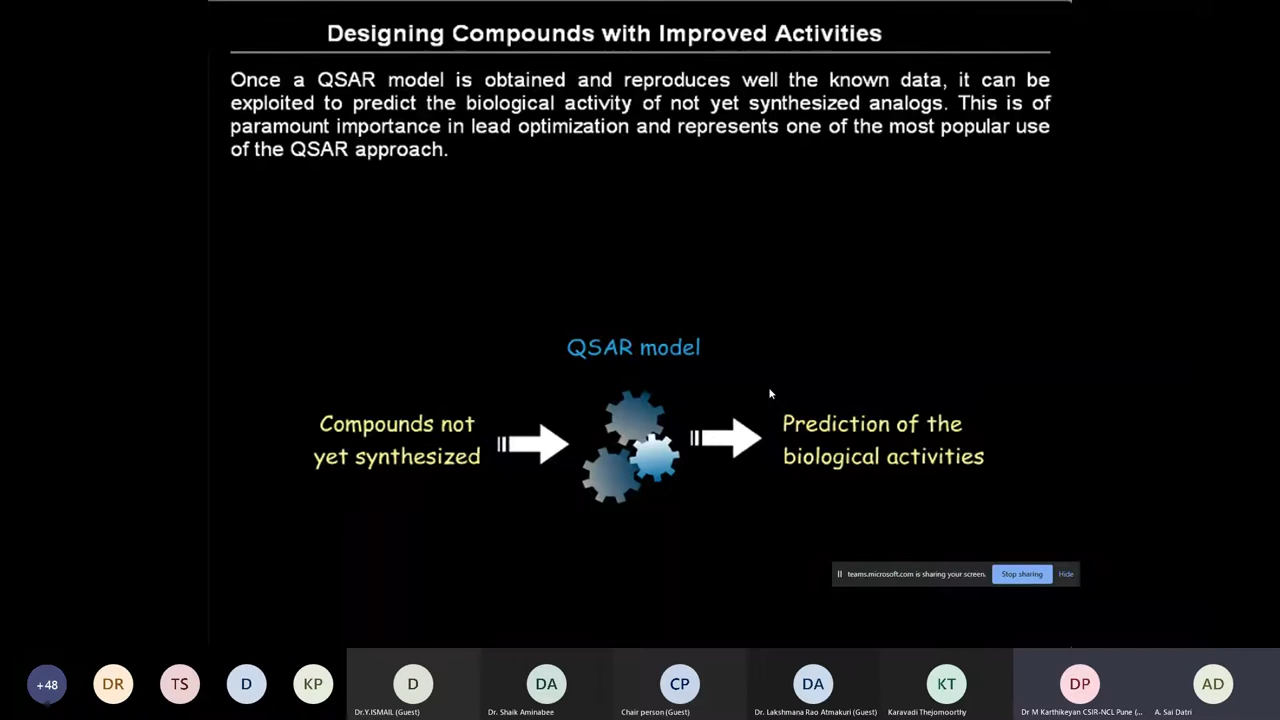 Designing Compounds with Improved Activities
Once a QSAR model is obtained and reproduces well the known data, it can be
exploited to predict the biological activity of not yet synthesized analogs. This is of
paramount importance in lead optimization and represents one of the most popular use
of the QSAR approach.
QSAR model
Compounds not
yet synthesized
Prediction of the
biological activities
teams.microsoft.com is sharing your screen. Stop sharing Hide
+48 DR TS D KP D DA CP DA KT DP AD
Dr.Y.ISMAIL (Guest) Dr. Shaik Aminabee Chair person (Guest) Dr. Lakshmana Rao Atmakuri (Guest) Karavadi Thejomoorthy Dr M Karthikeyan CSIR-NCL Pune (... A. Sai Datri